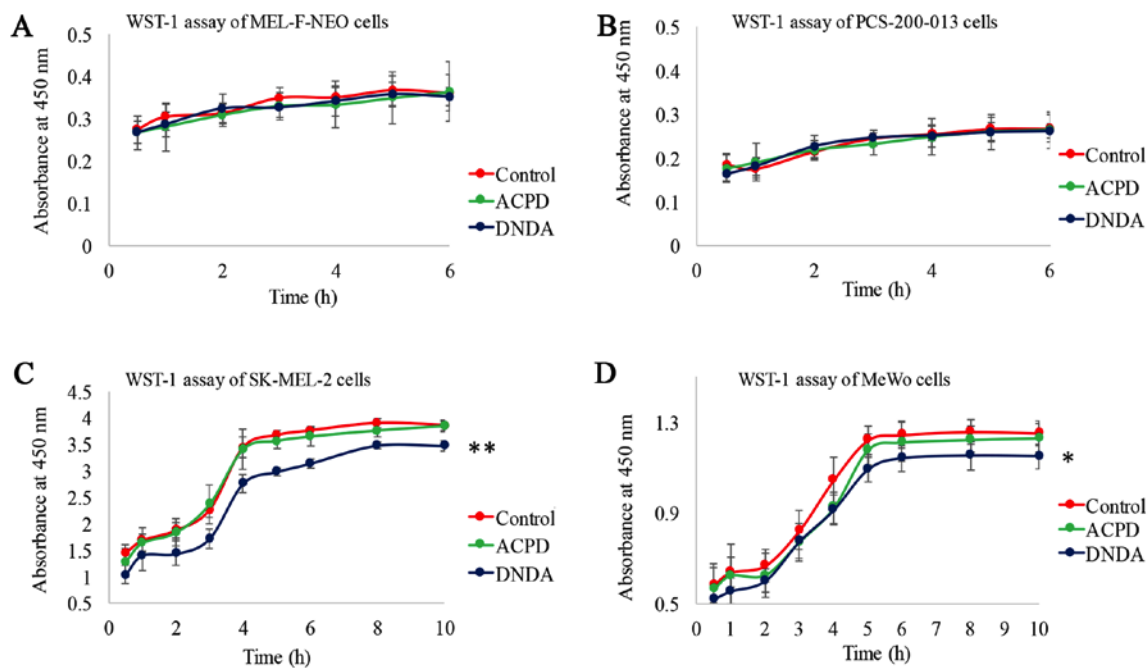 A
WST-1 assay of MEL-F-NEO cells
Absorbance at 450 nm
0.5
0.4
0.3
0.2
0.1
0
0 2 4 6
Time (h)
Control
ACPD
DNDA
B
WST-1 assay of PCS-200-013 cells
Absorbance at 450 nm
0.5
0.4
0.3
0.2
0.1
0
0 2 4 6
Time (h)
Control
ACPD
DNDA
C
WST-1 assay of SK-MEL-2 cells
Absorbance at 450 nm
4.5
4
3.5
3
2.5
2
1.5
1
0.5
0 2 4 6 8 10
Time (h)
Control
ACPD
DNDA
**
D
WST-1 assay of MeWo cells
Absorbance at 450 nm
1.3
0.9
0.5
0 1 2 3 4 5 6 7 8 9 10
Time (h)
Control
ACPD
DNDA
*